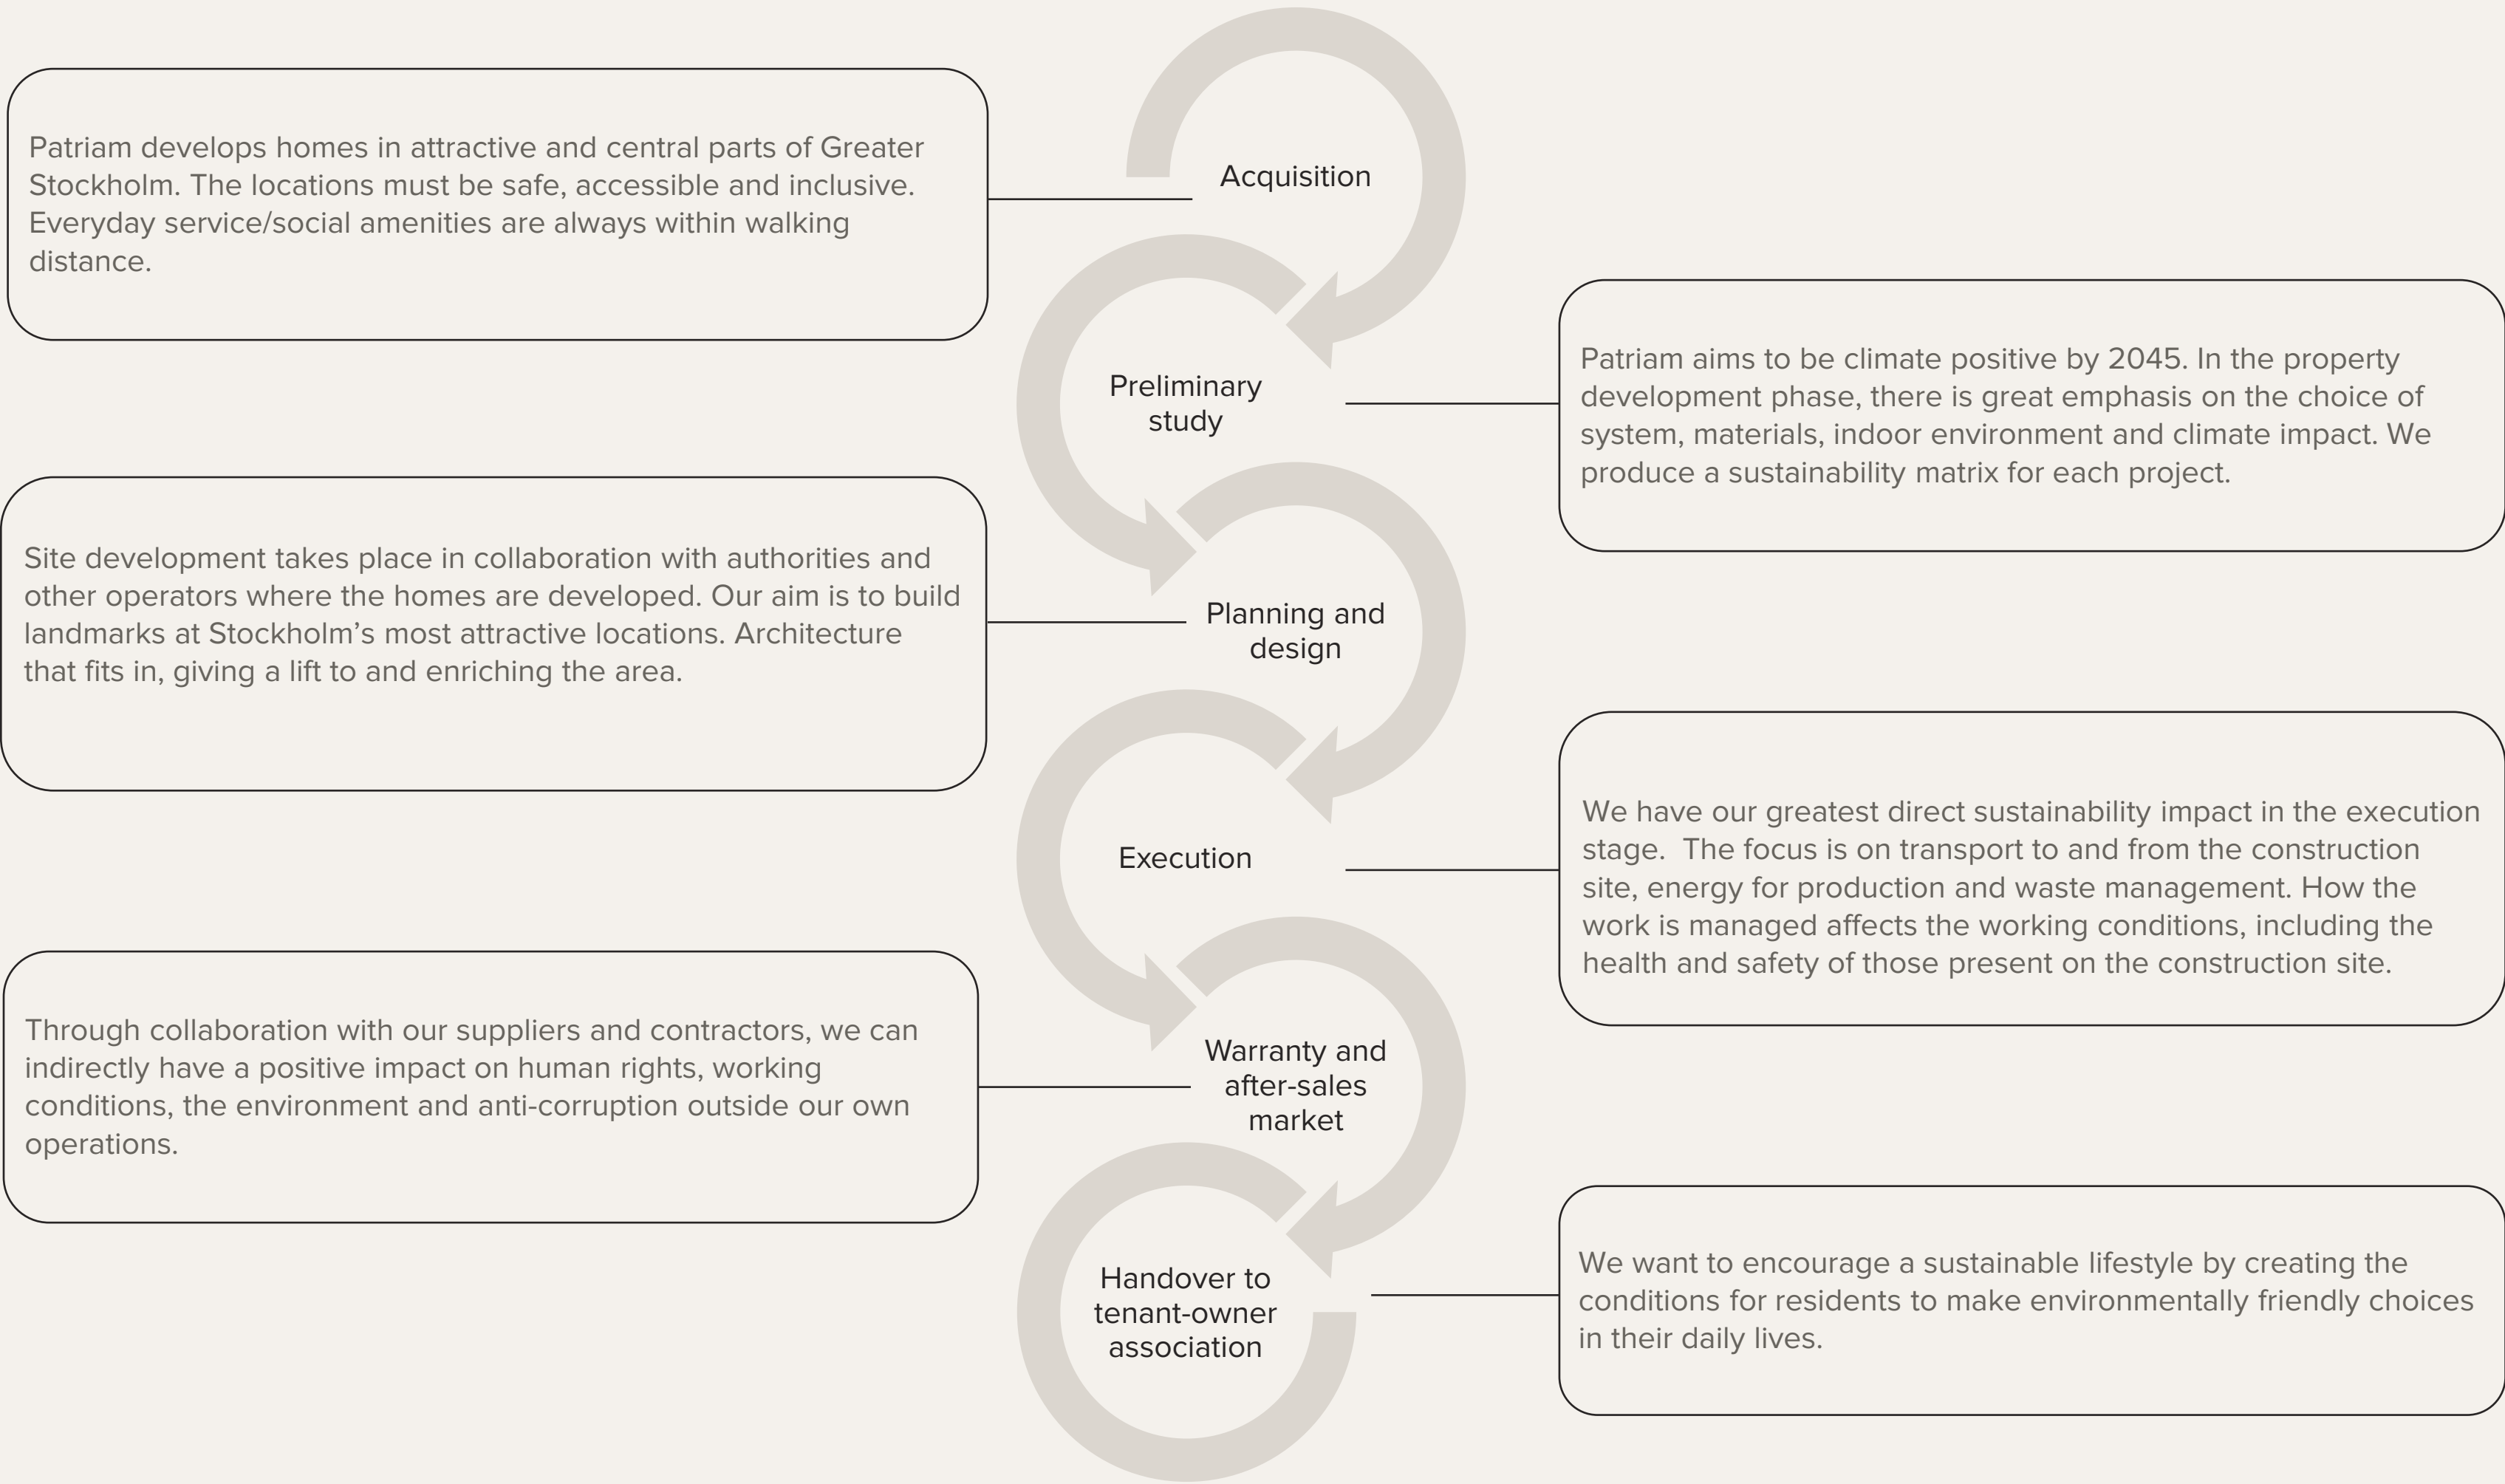 Acquisition
Patriam develops homes in attractive and central parts of Greater
Stockholm. The locations must be safe, accessible and inclusive.
Everyday service/social amenities are always within walking
distance.
Preliminary
study
Patriam aims to be climate positive by 2045. In the property
development phase, there is great emphasis on the choice of
system, materials, indoor environment and climate impact. We
produce a sustainability matrix for each project.
Planning and
design
Site development takes place in collaboration with authorities and
other operators where the homes are developed. Our aim is to build
landmarks at Stockholm’s most attractive locations. Architecture
that fits in, giving a lift to and enriching the area.
Execution
We have our greatest direct sustainability impact in the execution
stage.  The focus is on transport to and from the construction
site, energy for production and waste management. How the
work is managed affects the working conditions, including the
health and safety of those present on the construction site.
Warranty and
after-sales
market
Through collaboration with our suppliers and contractors, we can
indirectly have a positive impact on human rights, working
conditions, the environment and anti-corruption outside our own
operations.
Handover to
tenant-owner
association
We want to encourage a sustainable lifestyle by creating the
conditions for residents to make environmentally friendly choices
in their daily lives.